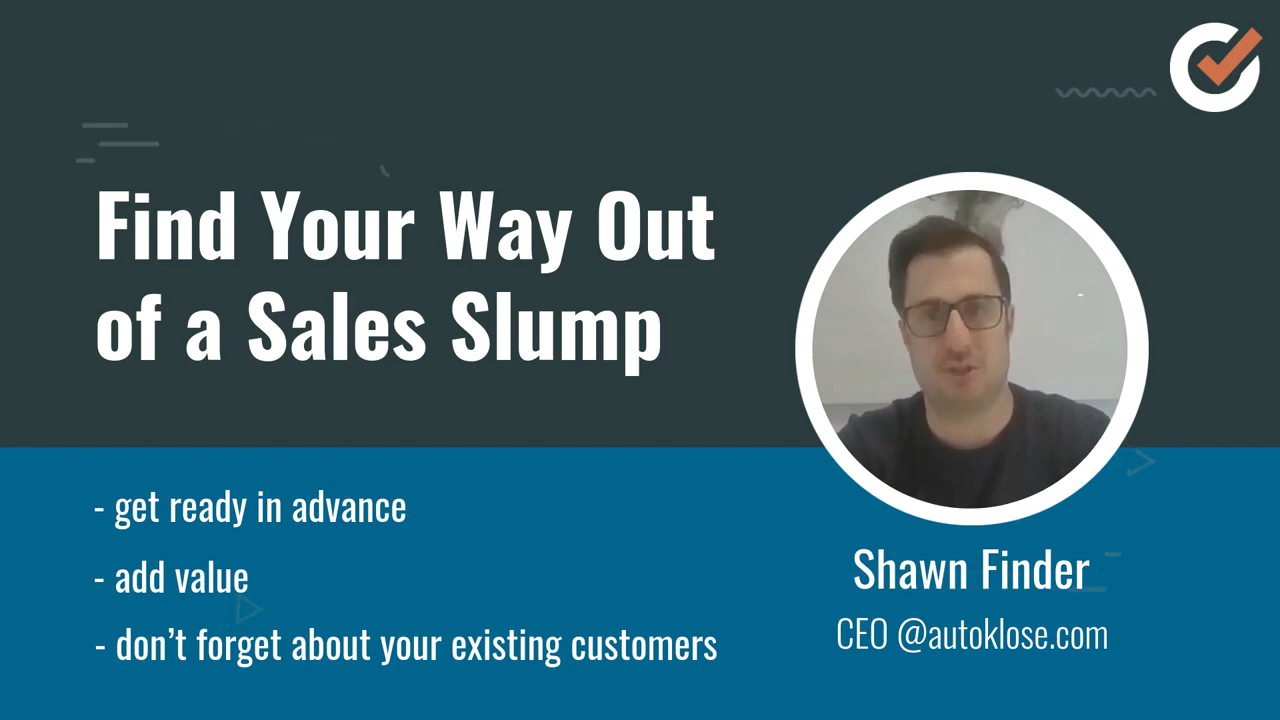 Find Your Way Out
of a Sales Slump
- get ready in advance
- add value
- don’t forget about your existing customers
Shawn Finder
CEO @autoklose.com